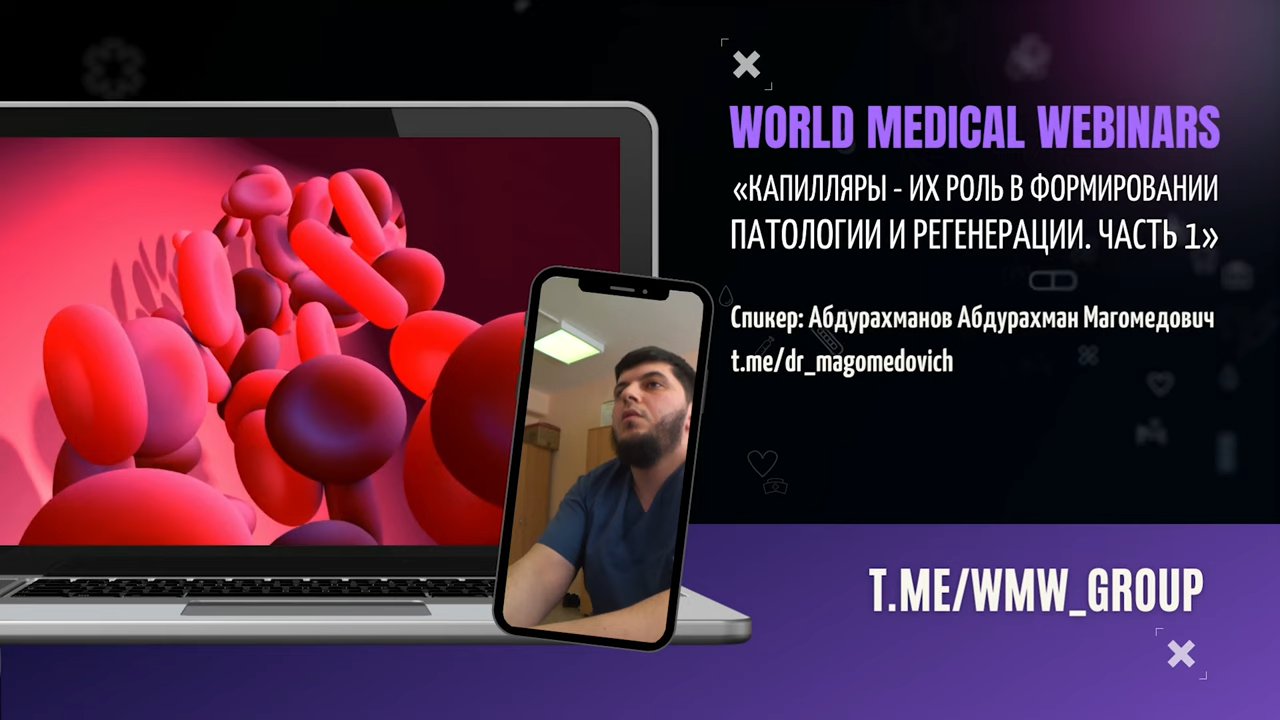 WORLD MEDICAL WEBINARS
«КАПИЛЛЯРЫ - ИХ РОЛЬ В ФОРМИРОВАНИИ
ПАТОЛОГИИ И РЕГЕНЕРАЦИИ. ЧАСТЬ 1»
Спикер: Абдурахманов Абдурахман Магомедович
t.me/dr_magomedovich
T.ME/WMW_GROUP